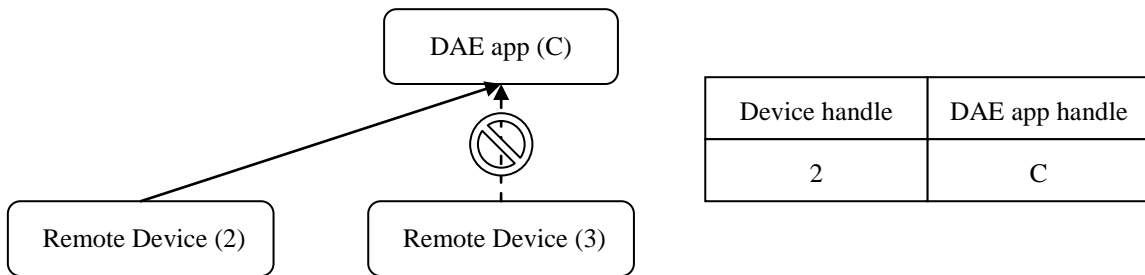 DAE app (C)
Device handle
DAE app handle
2
C
Remote Device (2)
Remote Device (3)